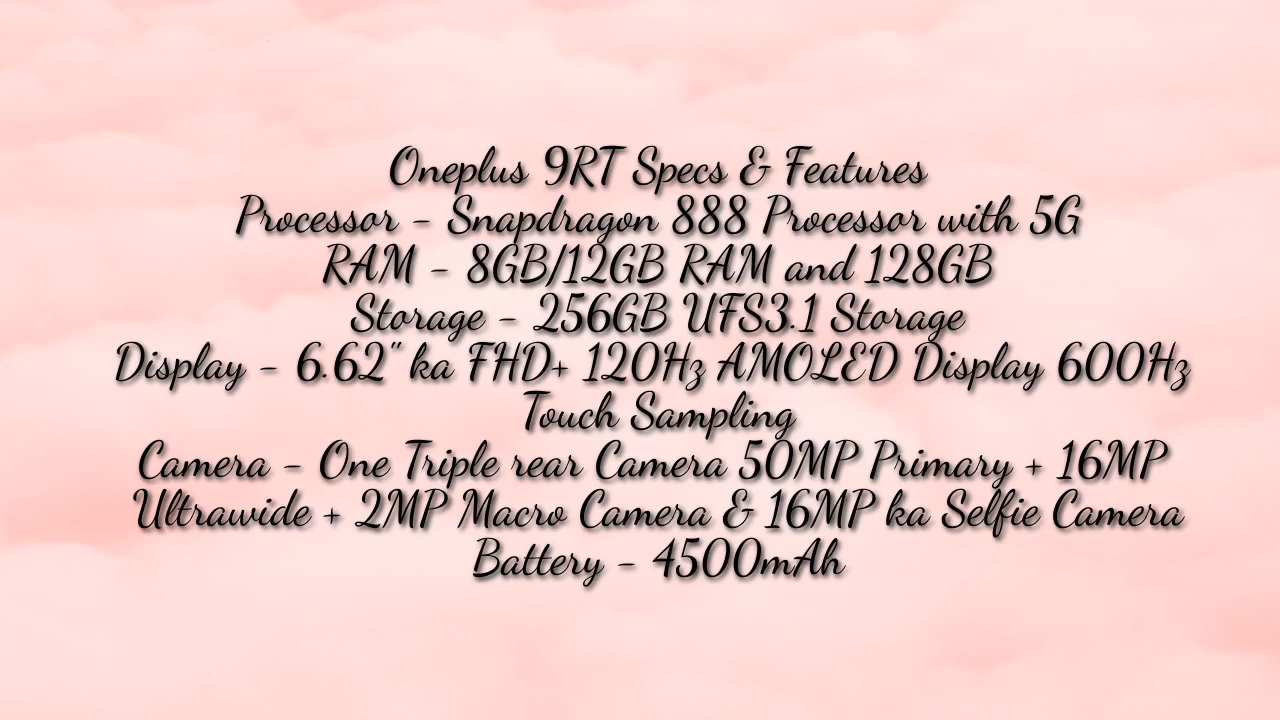 Oneplus 9RT Specs & Features
Processor - Snapdragon 888 Processor with 5G
RAM - 8GB/12GB RAM and 128GB
Storage - 256GB UFS3.1 Storage
Display - 6.62" ka FHD+ 120Hz AMOLED Display 600Hz
Touch Sampling
Camera - One Triple rear Camera 50MP Primary + 16MP
Ultrawide + 2MP Macro Camera & 16MP ka Selfie Camera
Battery - 4500mAh